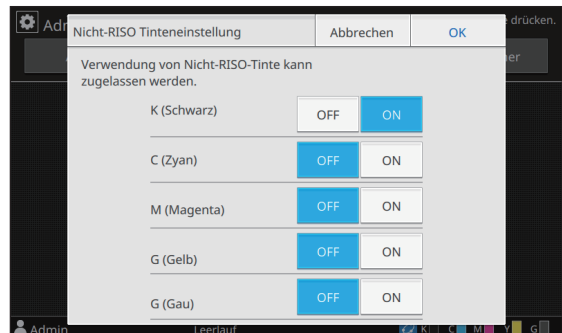 Adm
e drücken.
Nicht-RISO Tinteneinstellung
Abbrechen
OK
Verwendung von Nicht-RISO-Tinte kann
zugelassen werden.
K (Schwarz)
OFF
ON
C (Zyan)
OFF
ON
M (Magenta)
OFF
ON
G (Gelb)
OFF
ON
G (Gau)
OFF
ON
Admin
Leerlauf
K
C
M
Y
G